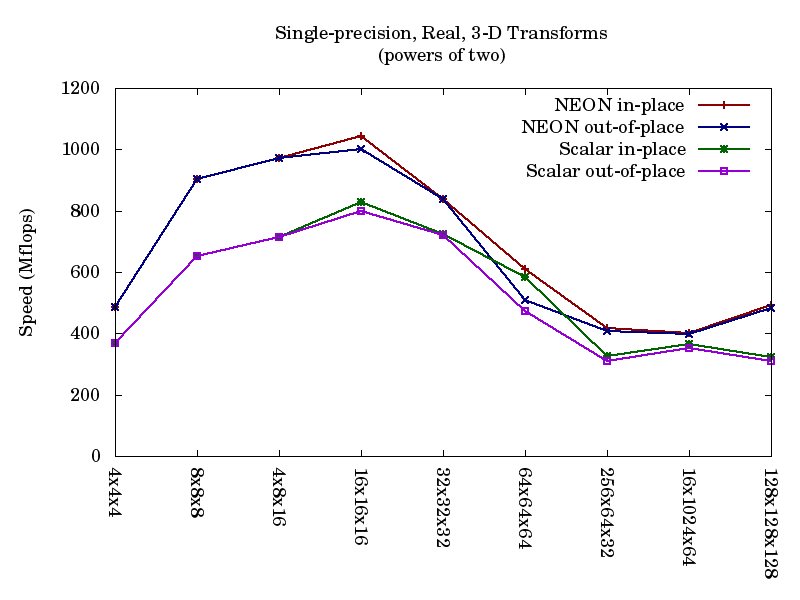 Single-precision, Real, 3-D Transforms
(powers of two)
1200
1000
800
600
400
200
0
Speed (Mflops)
NEON in-place
NEON out-of-place
Scalar in-place
Scalar out-of-place
4x4x4
8x8x8
4x8x16
16x16x16
32x32x32
64x64x64
256x64x32
16x1024x64
128x128x128